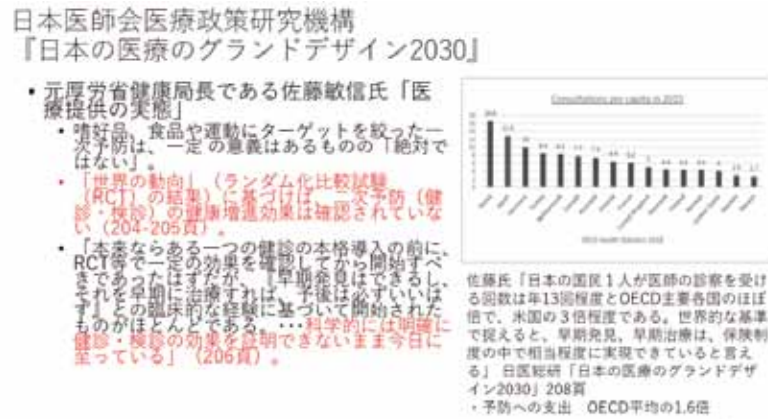 日本医師会医療政策研究機構
『日本の医療のグランドデザイン2030』
• 元厚労省健康局長である佐藤敏信氏「医
療提供の実態」
• 嗜好品、食品や運動にターゲットを絞った一
次予防は、一定の意義はあるものの「絶対で
はない」。
• 「世界の動向」（ランダム化比較試験
（RCT）の結果）に基づけば、二次予防（健
診・検診）の健康増進効果は確認されていな
い（204-205頁）。
• 「本来ならある一つの健診の本格導入の前に、
RCT等で一定の効果を確認してから開始すべ
きであったはずだが、『早期発見はできるし、
それを早期に治療すれば、予後は必ずいいは
ず』との臨床的な経験に基づいて開始された
ものがほとんどである。・・・科学的には明確に
健診・検診の効果を証明できないまま今日に
至っている」（206頁）。
Consultations per capita in 2015
佐藤氏「日本の国民１人が医師の診察を受け
る回数は年13回程度とOECD主要各国のほぼ
倍で、米国の３倍程度である。世界的な基準
で捉えると、早期発見、早期治療は、保険制
度の中で相当程度に実現できていると言え
る」 日医総研「日本の医療のグランドデザ
イン2030」208頁
・予防への支出　OECD平均の1.6倍